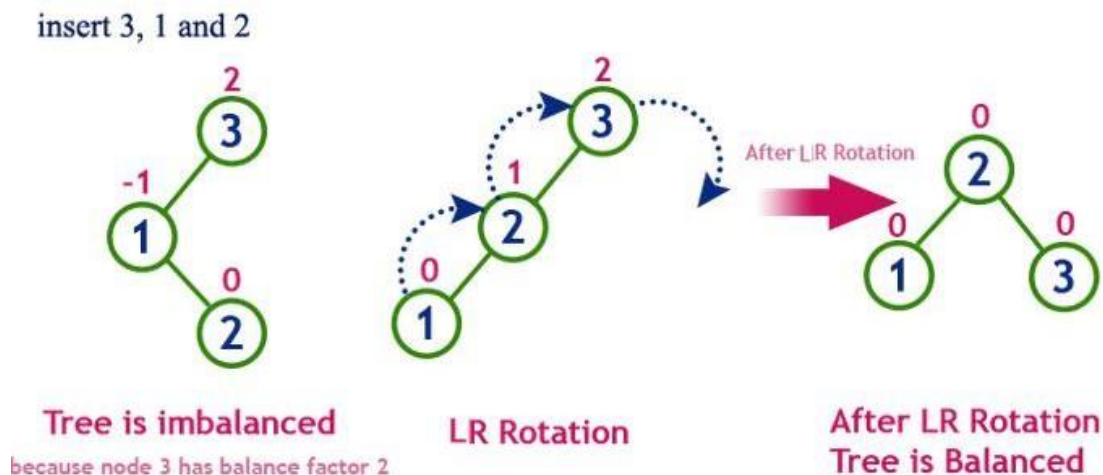 insert 3, 1 and 2
2
3
-1
1
0
2
Tree is imbalanced
because node 3 has balance factor 2
2
3
1
2
0
1
LR Rotation
After LR Rotation
0
2
0
1
0
3
After LR Rotation
Tree is Balanced